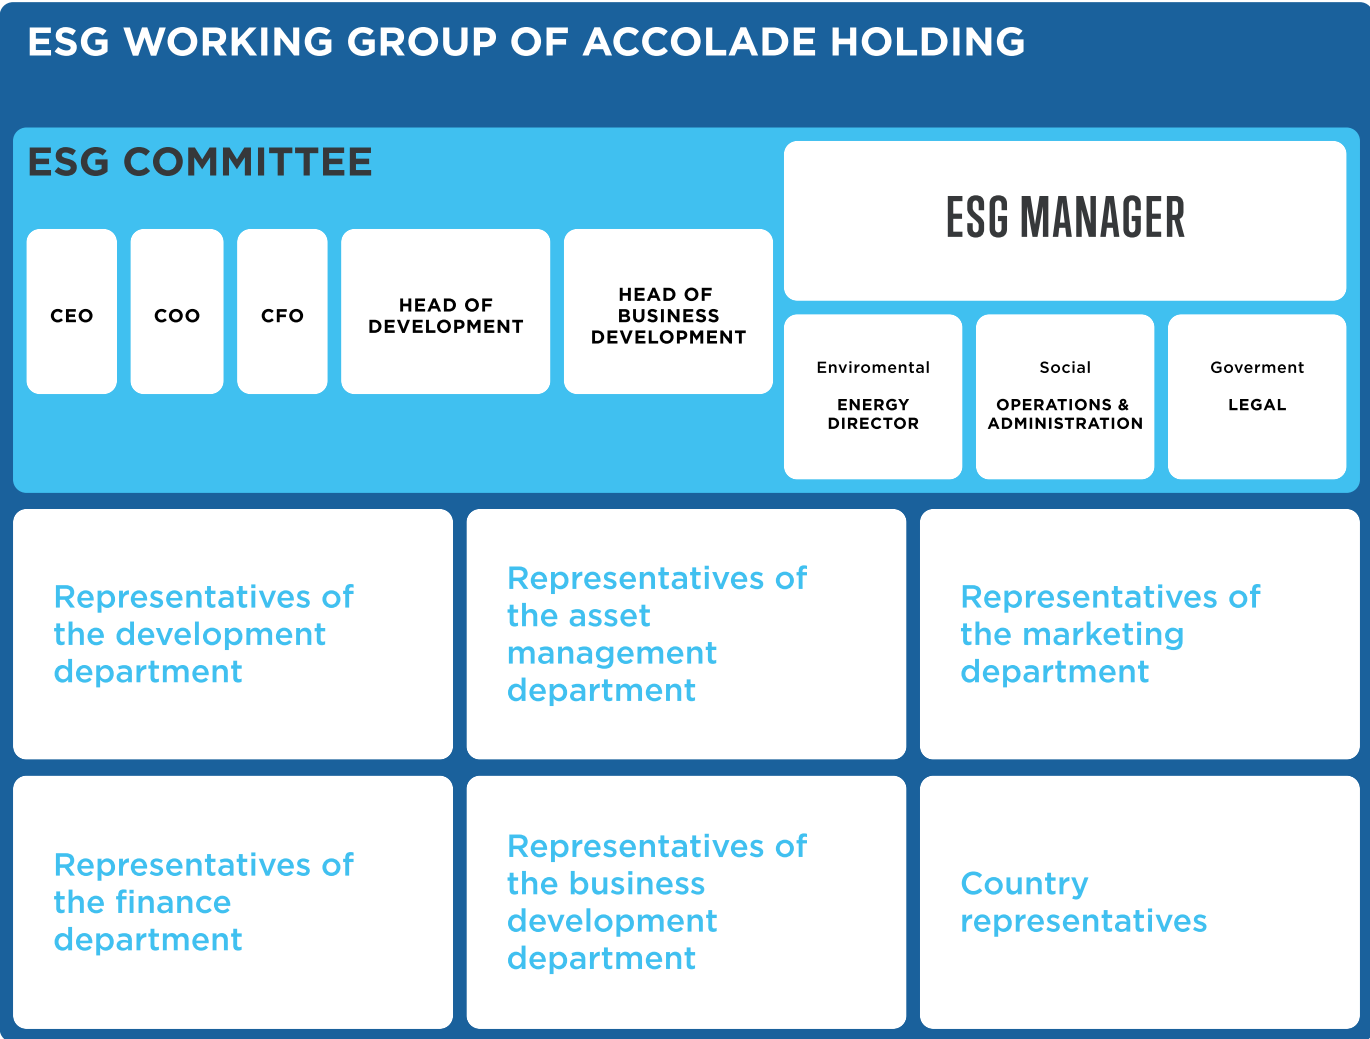 ESG WORKING GROUP OF ACCOLADE HOLDING
ESG COMMITTEE
CEO
COO
CFO
HEAD OF
DEVELOPMENT
HEAD OF
BUSINESS
DEVELOPMENT
ESG MANAGER
Enviromental
ENERGY
DIRECTOR
Social
OPERATIONS &
ADMINISTRATION
Goverment
LEGAL
Representatives of
the development
department
Representatives of
the asset
management
department
Representatives of
the marketing
department
Representatives of
the finance
department
Representatives of
the business
development
department
Country
representatives